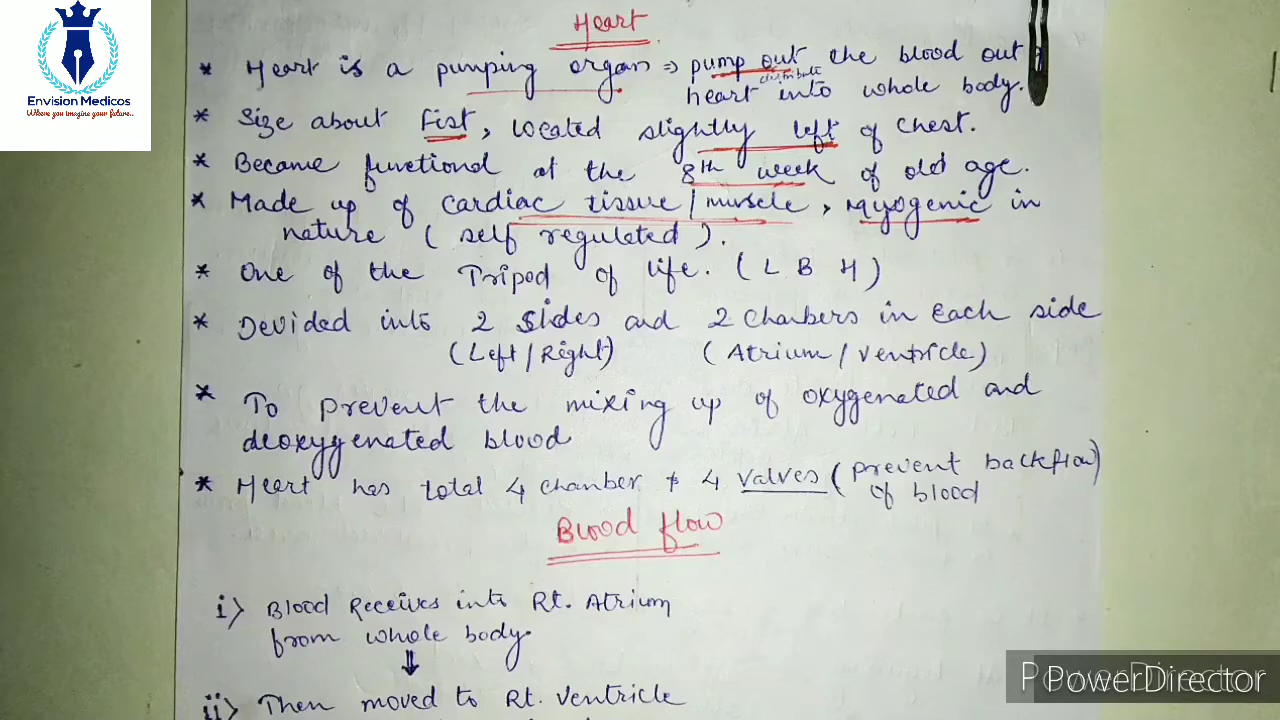 Envision Medicos
Where you imagine your future..
Heart
* Heart is a pumping organ ⇒ pump out the blood out
distribute
heart into whole body.
* Size about Fist, Located slightly left of chest.
* Became functional at the 8th week of old age.
* Made up of cardiac tissue / muscle, Myogenic in
nature ( self regulated ).
* One of the Tripod of life. ( L B H )
* Devided into 2 Sides and 2 Chanbers in Each side
( Left / Right ) ( Atrium / Ventricle )
* To prevent the mixing up of oxygenated and
deoxygenated blood
* Heart has total 4 chamber + 4 valves ( prevent backflow )
of blood
Blood flow
i) Blood Receives into Rt. Atrium
from whole body.
⇓
ii) Then moved to Rt. Ventricle
PowerDirector